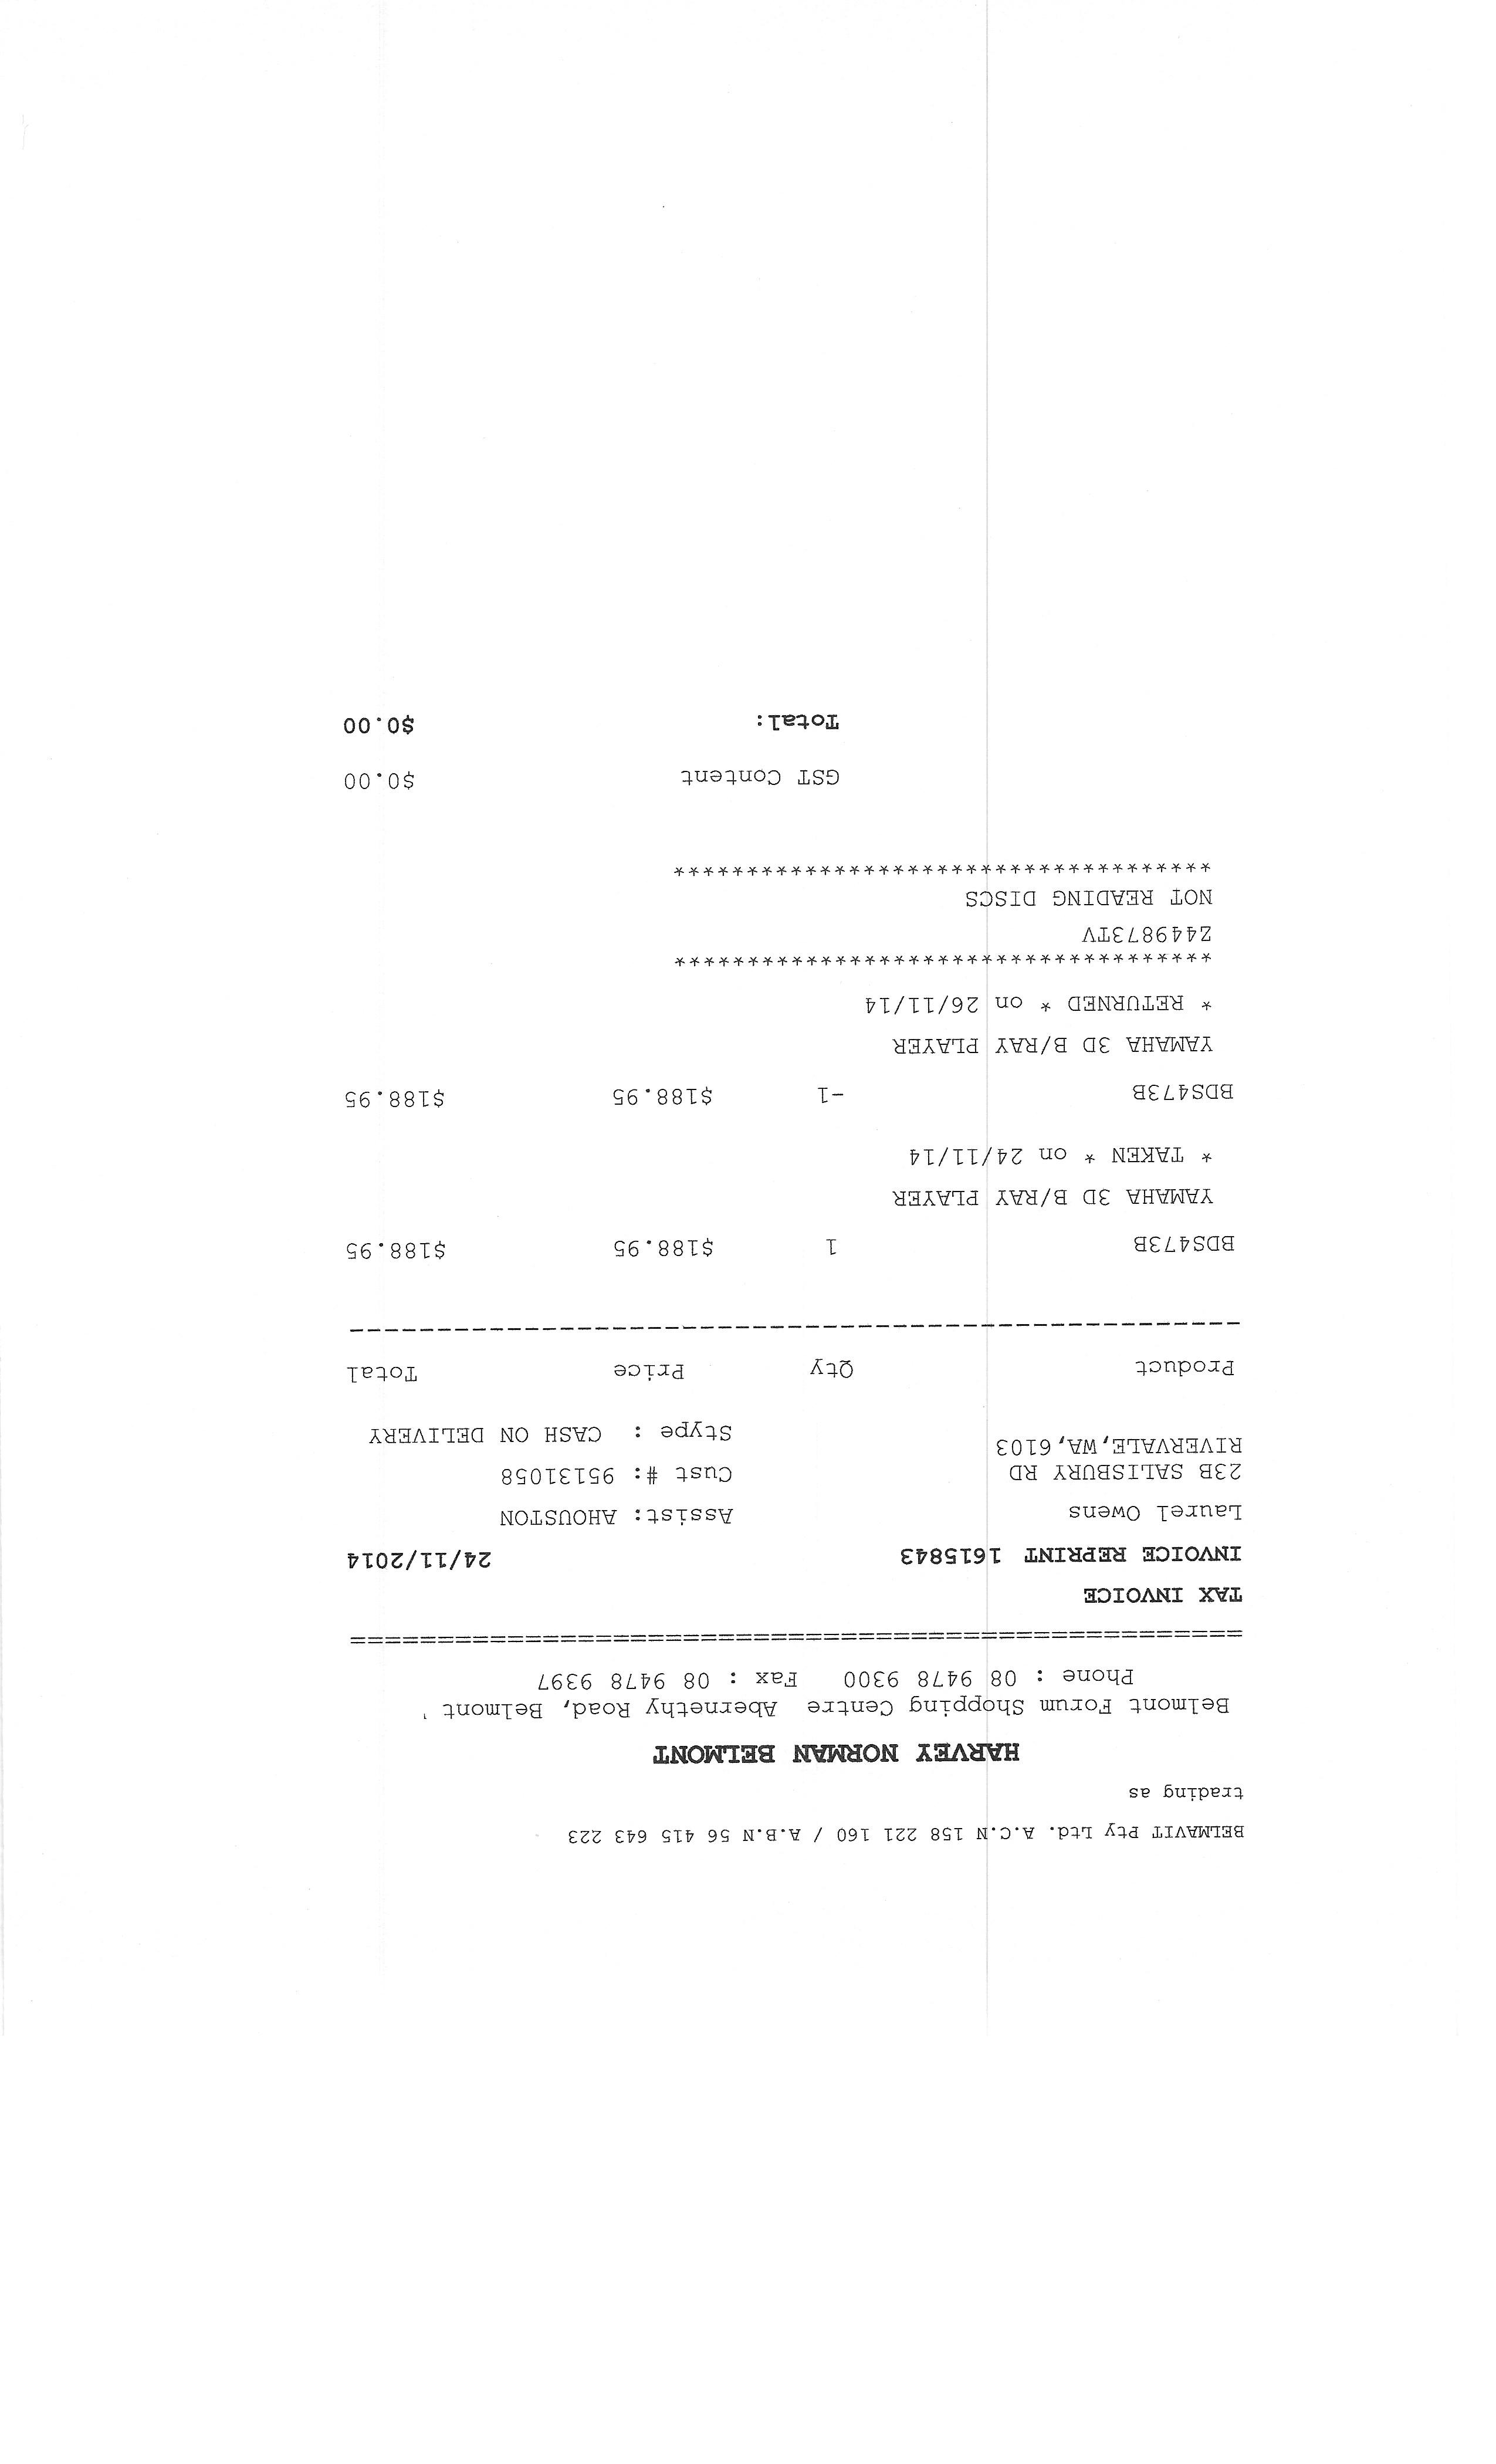 BELMAVIT Pty Ltd. A.C.N 158 221 160 / A.B.N 56 415 643 223
trading as
HARVEY NORMAN BELMONT
Belmont Forum Shopping Centre Abernethy Road, Belmont '
Phone : 08 9478 9300 Fax : 08 9478 9397
==================================================
TAX INVOICE
INVOICE REPRINT 1615843 24/11/2014
Laurel Owens Assist: AHOUSTON
23B SALISBURY RD Cust #: 95131058
RIVERVALE,WA,6103 Stype : CASH ON DELIVERY
Product Qty Price Total
--------------------------------------------------
BDS473B 1 $188.95 $188.95
YAMAHA 3D B/RAY PLAYER
* TAKEN * on 24/11/14
BDS473B -1 $188.95 $188.95
YAMAHA 3D B/RAY PLAYER
* RETURNED * on 26/11/14
*************************************
2449873TV
NOT READING DISCS
*************************************
GST Content $0.00
Total: $0.00